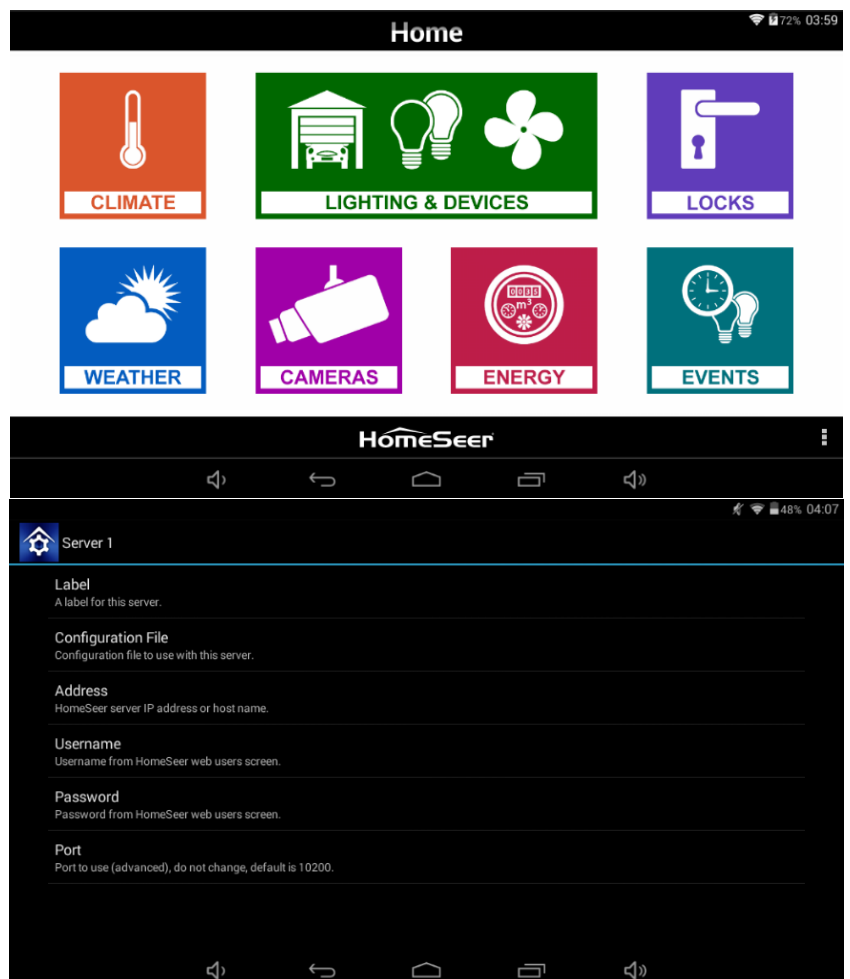 Home
72% 03:59
CLIMATE
LIGHTING & DEVICES
LOCKS
m³
WEATHER
CAMERAS
ENERGY
EVENTS
HomeSeer
48% 04:07
Server 1
Label
A label for this server.
Configuration File
Configuration file to use with this server.
Address
HomeSeer server IP address or host name.
Username
Username from HomeSeer web users screen.
Password
Password from HomeSeer web users screen.
Port
Port to use (advanced), do not change, default is 10200.